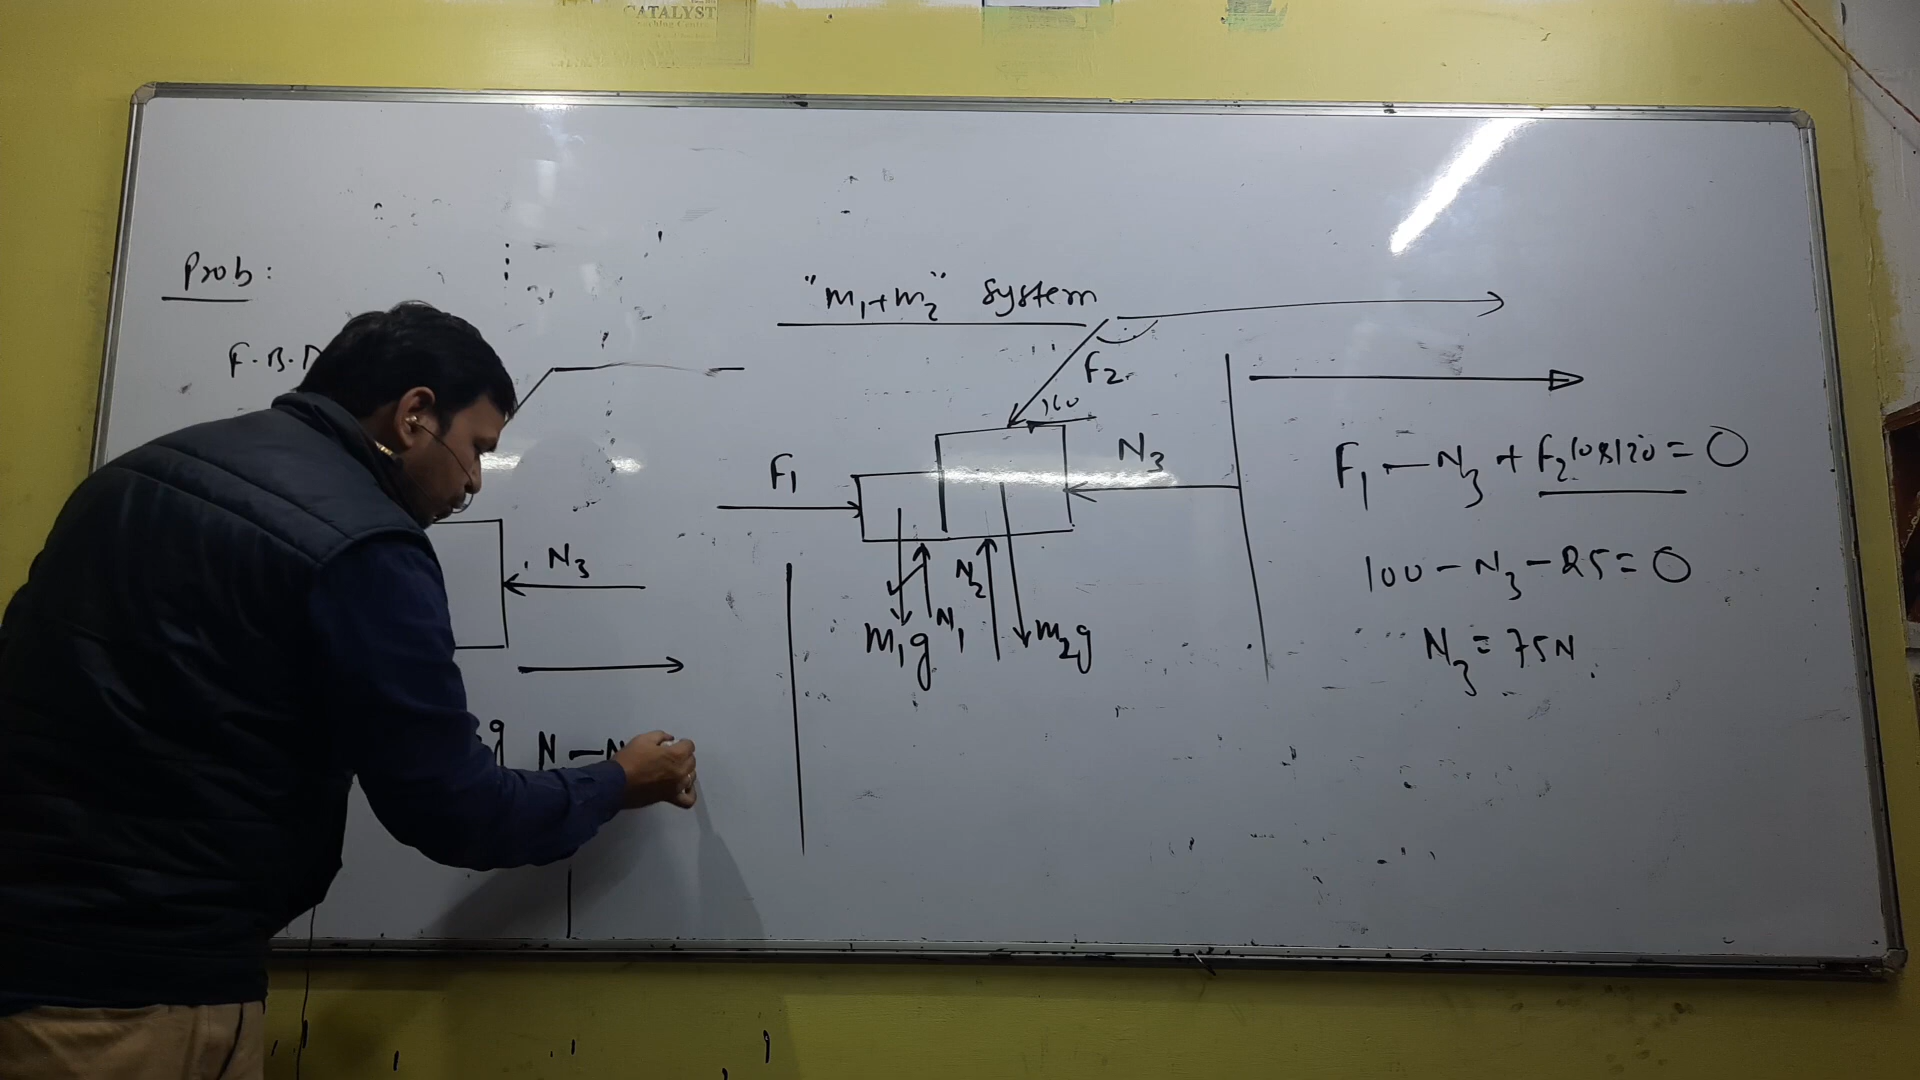 CATALYST
Prob:
F.B.D
"m₁+m₂" system
F₂
F₁
N₃
N₃
m₁g
N₁
N₂
m₂g
g N — N
F₁ — N₃ + F₂ cos120 = 0
100 - N₃ - 25 = 0
N₃ = 75N